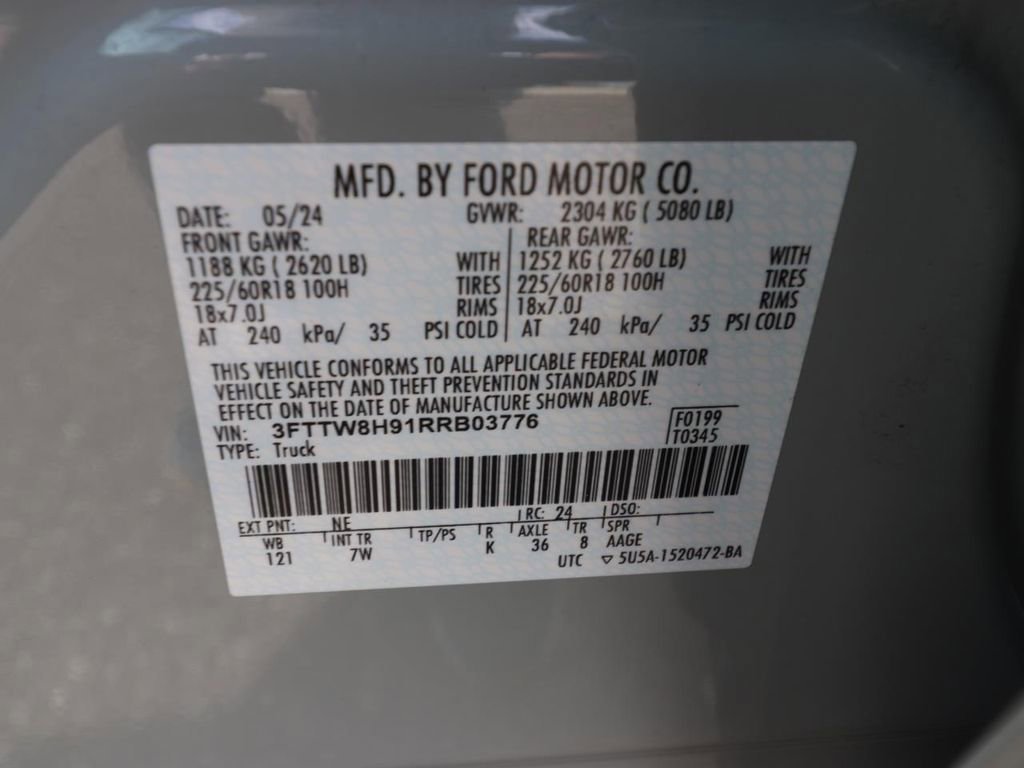 MFD. BY FORD MOTOR CO.
DATE: 05/24 GVWR: 2304 KG ( 5080 LB)
FRONT GAWR: REAR GAWR:
1188 KG ( 2620 LB) WITH 1252 KG ( 2760 LB) WITH
225/60R18 100H TIRES 225/60R18 100H TIRES
18x7.0J RIMS 18x7.0J RIMS
AT 240 kPa/ 35 PSI COLD AT 240 kPa/ 35 PSI COLD
THIS VEHICLE CONFORMS TO ALL APPLICABLE FEDERAL MOTOR
VEHICLE SAFETY AND THEFT PREVENTION STANDARDS IN
EFFECT ON THE DATE OF MANUFACTURE SHOWN ABOVE.
VIN: 3FTTW8H91RRB03776 F0199
TYPE: Truck T0345
EXT PNT: NE RC: 24 DSO:
WB INT TR TP/PS R AXLE TR SPR
121 7W K 36 8 AAGE
UTC ▽ 5U5A-1520472-BA